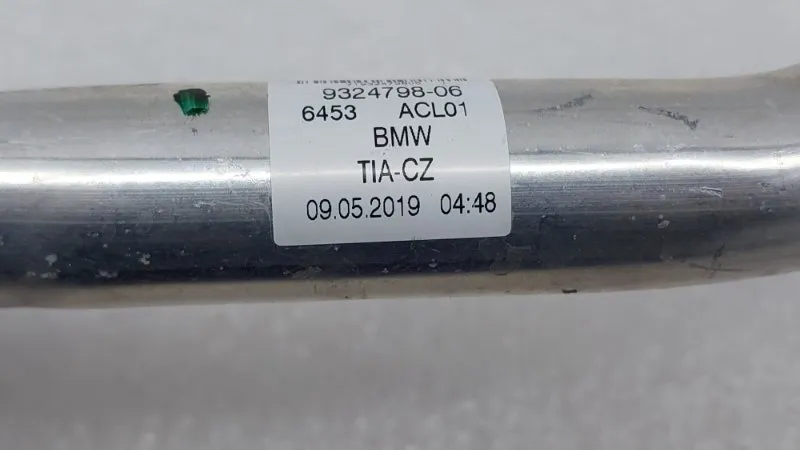 9324798-06
6453 ACL01
BMW
TIA-CZ
09.05.2019 04:48